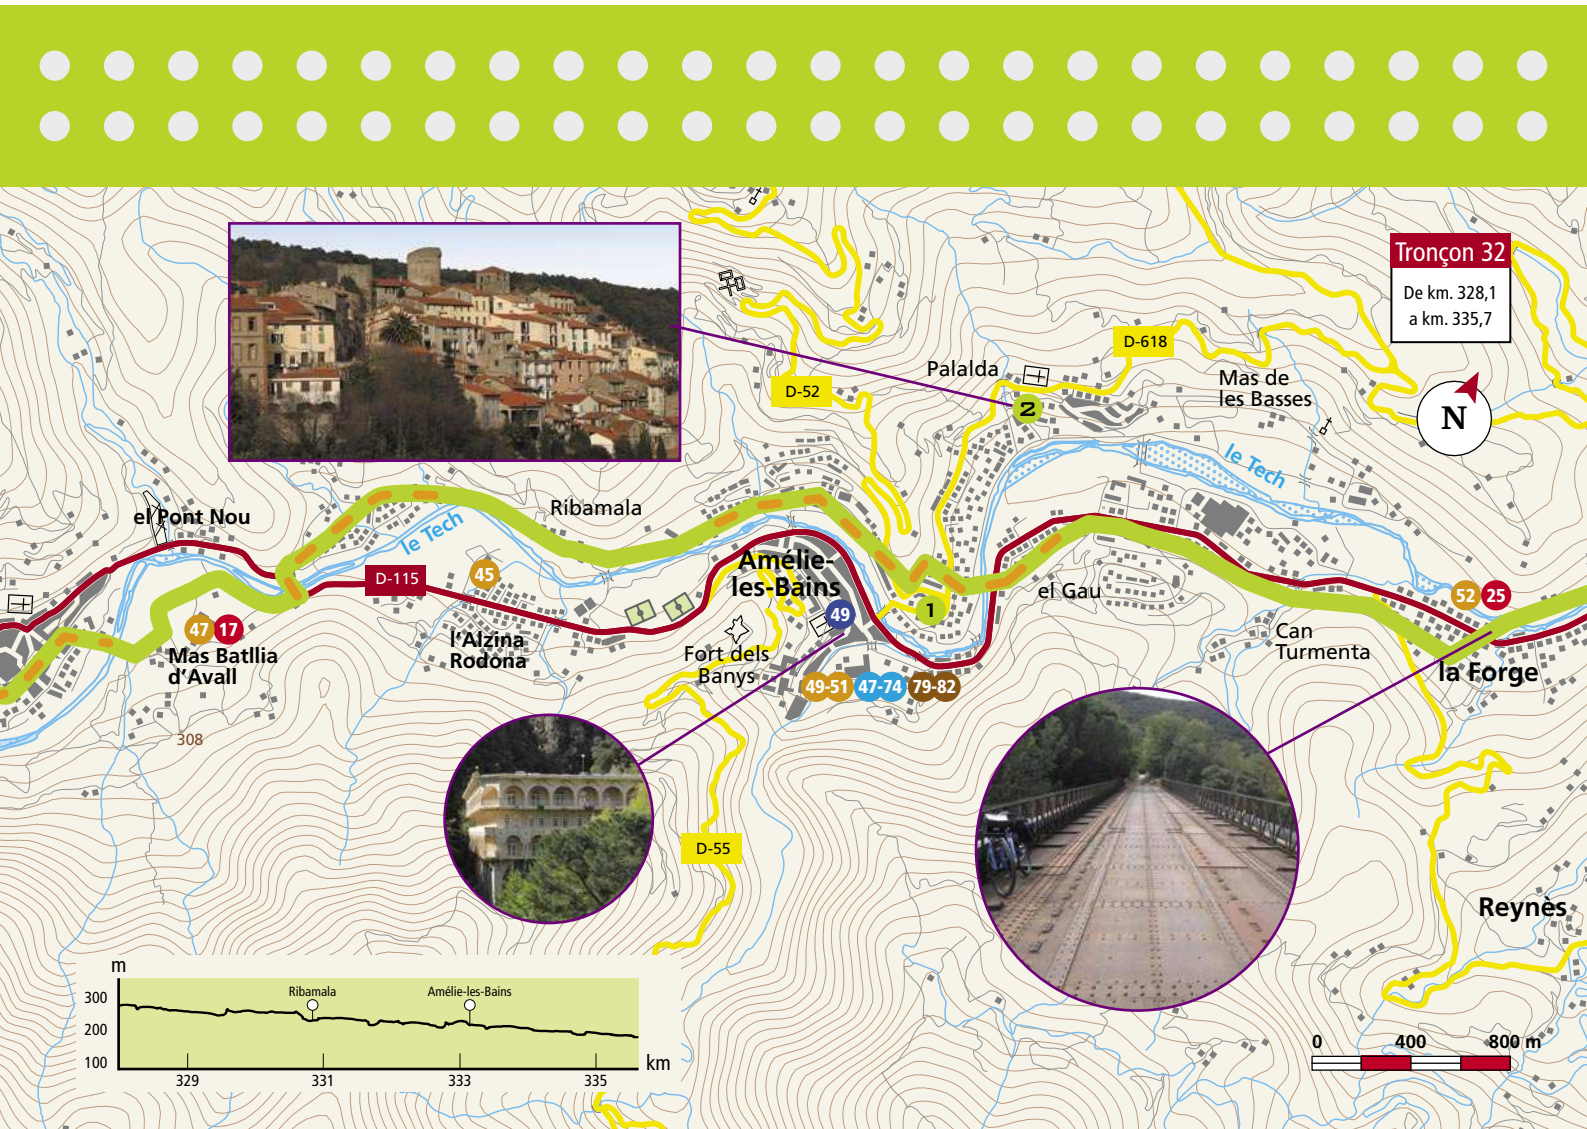 Tronçon 32
De km. 328,1
a km. 335,7
N
D-618
Palalda
Mas de
les Basses
D-52
2
le Tech
Ribamala
el Pont Nou
le Tech
Amélie-
les-Bains
D-115
45
el Gau
52 25
1
49
47 17
l'Alzina
Rodona
Can
Turmenta
Mas Batllia
d'Avall
Fort dels
Banys
la Forge
49-51 47-74 79-82
308
D-55
Reynès
m
300
200
100
Ribamala
Amélie-les-Bains
km
329
331
333
335
0 400 800 m